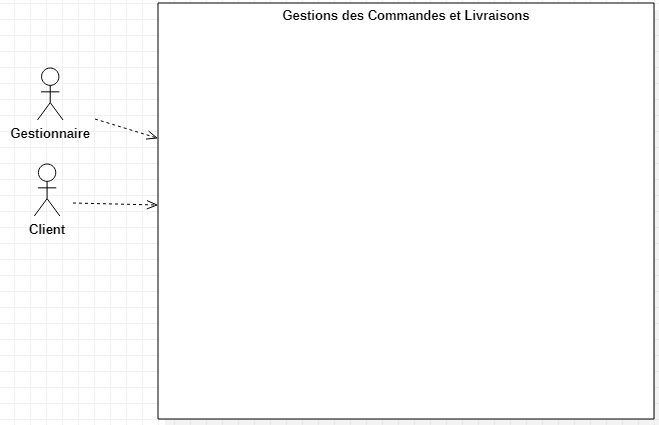 Gestions des Commandes et Livraisons
Gestionnaire
Client